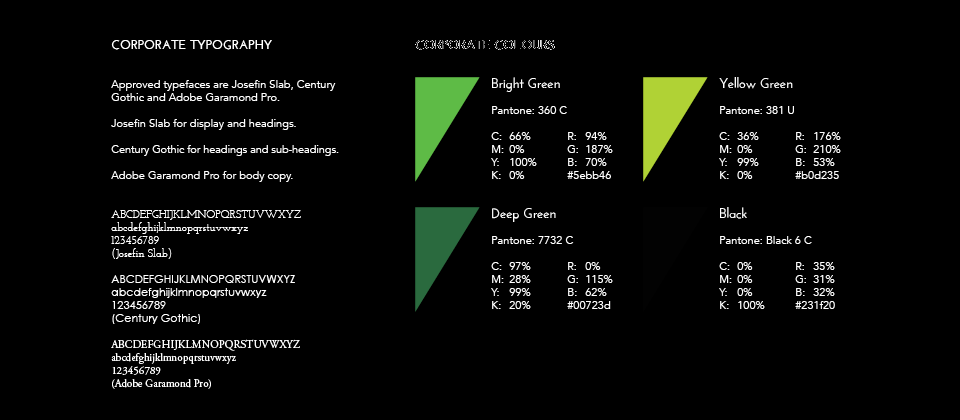 CORPORATE TYPOGRAPHY
Approved typefaces are Josefin Slab, Century
Gothic and Adobe Garamond Pro.
Josefin Slab for display and headings.
Century Gothic for headings and sub-headings.
Adobe Garamond Pro for body copy.
ABCDEFGHIJKLMNOPQRSTUVWXYZ
abcdefghijklmnopqrstuvwxyz
123456789
(Josefin Slab)
ABCDEFGHIJKLMNOPQRSTUVWXYZ
abcdefghijklmnopqrstuvwxyz
123456789
(Century Gothic)
ABCDEFGHIJKLMNOPQRSTUVWXYZ
abcdefghijklmnopqrstuvwxyz
123456789
(Adobe Garamond Pro)
CORPORATE COLOURS
Bright Green
Pantone: 360 C
C: 66% R: 94%
M: 0% G: 187%
Y: 100% B: 70%
K: 0% #5ebb46
Yellow Green
Pantone: 381 U
C: 36% R: 176%
M: 0% G: 210%
Y: 99% B: 53%
K: 0% #b0d235
Deep Green
Pantone: 7732 C
C: 97% R: 0%
M: 28% G: 115%
Y: 99% B: 62%
K: 20% #00723d
Black
Pantone: Black 6 C
C: 0% R: 35%
M: 0% G: 31%
Y: 0% B: 32%
K: 100% #231f20